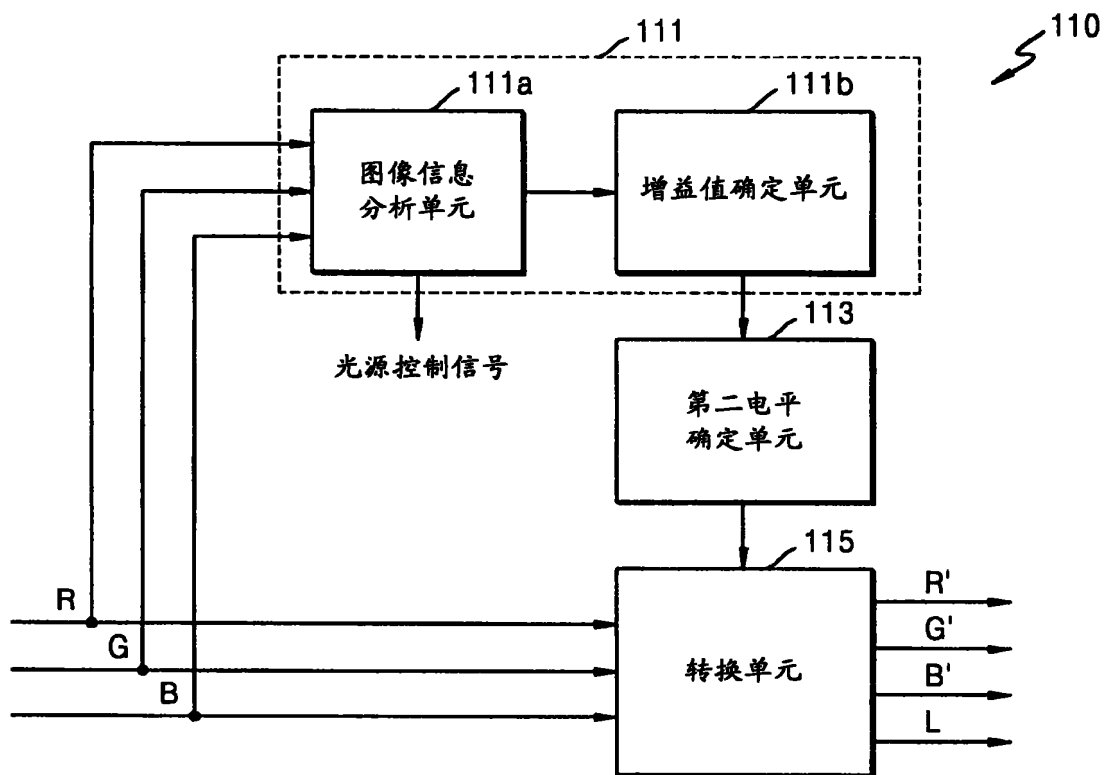 110
111
111a
111b
图像信息
分析单元
增益值确定单元
光源控制信号
113
第二电平
确定单元
115
R
G
B
转换单元
R'
G'
B'
L